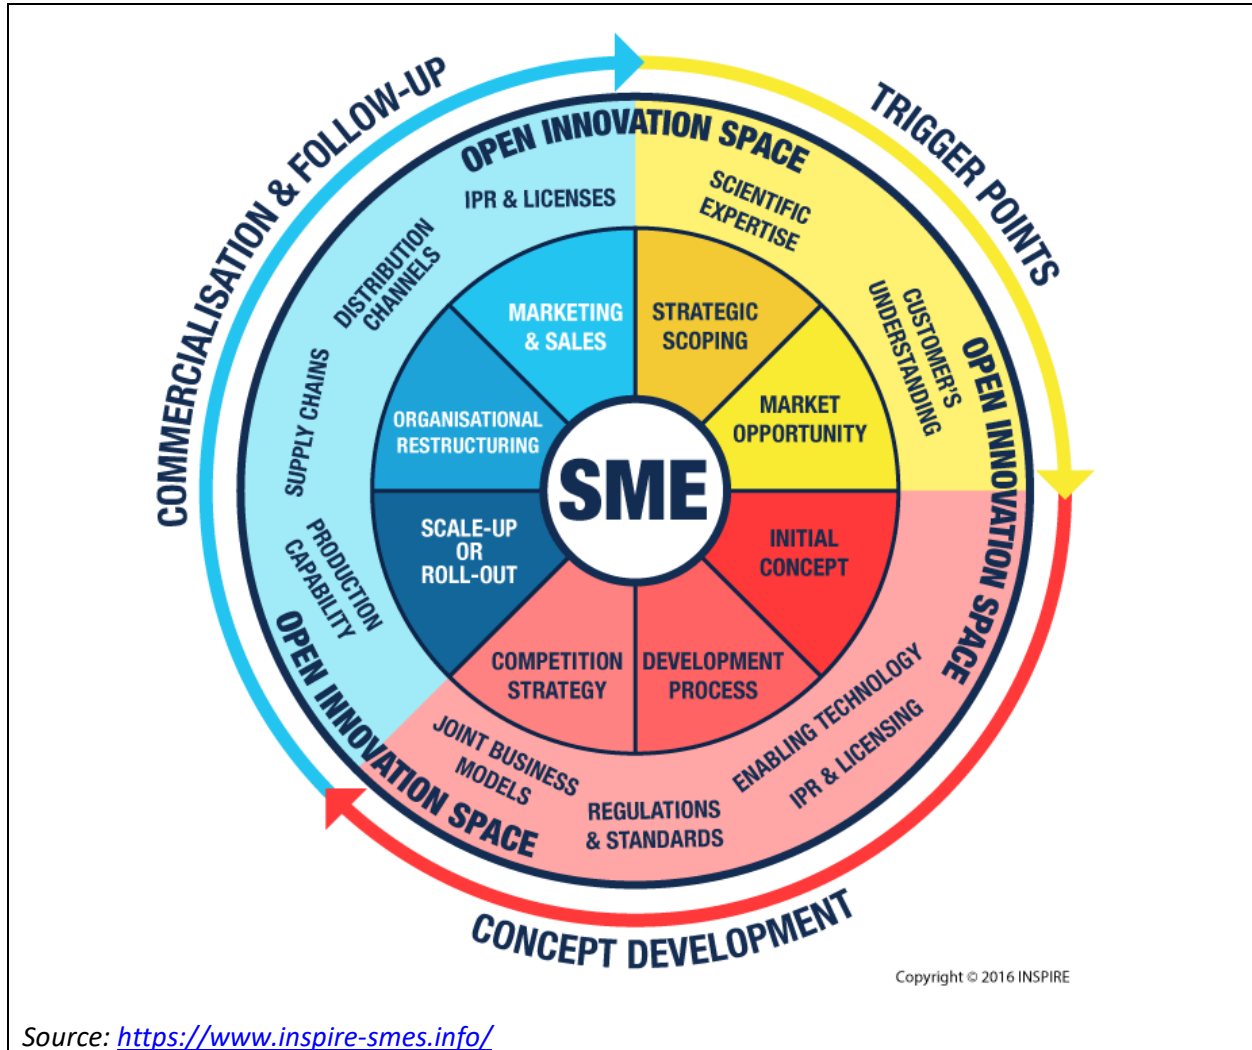 COMMERCIALISATION & FOLLOW-UP
TRIGGER POINTS
OPEN INNOVATION SPACE
IPR & LICENSES
SCIENTIFIC
EXPERTISE
DISTRIBUTION
CHANNELS
CUSTOMER'S
UNDERSTANDING
OPEN INNOVATION SPACE
SUPPLY CHAINS
PRODUCTION
CAPABILITY
MARKETING
& SALES
STRATEGIC
SCOPING
MARKET
OPPORTUNITY
ORGANISATIONAL
RESTRUCTURING
SME
SCALE-UP
OR
ROLL-OUT
INITIAL
CONCEPT
COMPETITION
STRATEGY
DEVELOPMENT
PROCESS
OPEN INNOVATION SPACE
JOINT BUSINESS
MODELS
REGULATIONS
& STANDARDS
ENABLING TECHNOLOGY
IPR & LICENSING
CONCEPT DEVELOPMENT
Copyright © 2016 INSPIRE
Source: https://www.inspire-smes.info/